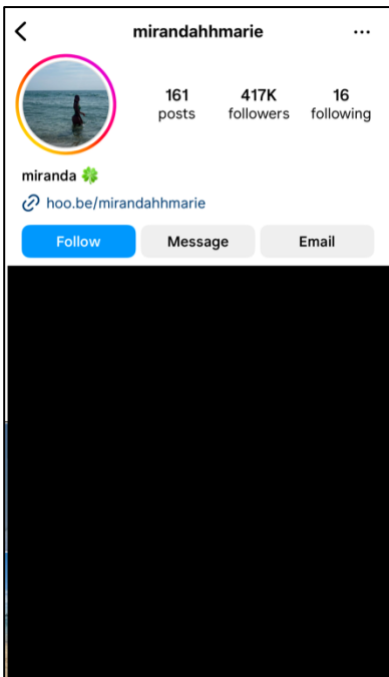 mirandahhmarie
161 417K 16
posts followers following
miranda 🍀
hoo.be/mirandahhmarie
Follow Message Email